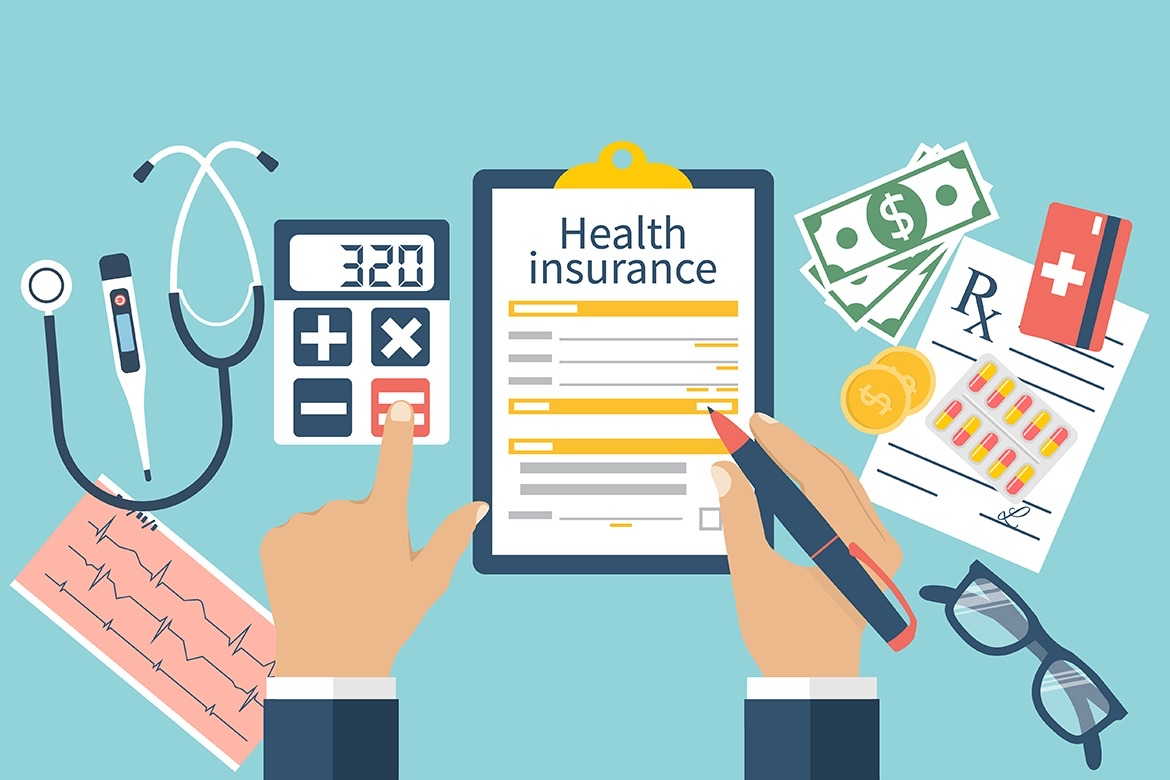 320
Health
insurance
$
Rx
$